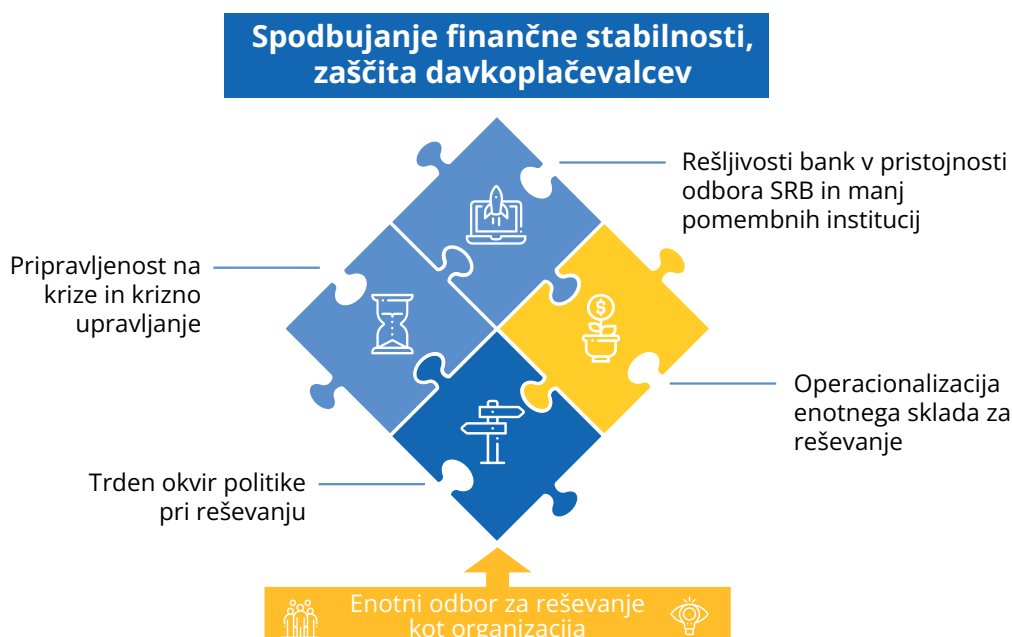 Spodbujanje finančne stabilnosti,
zaščita davkoplačevalcev
Rešljivosti bank v pristojnosti
odbora SRB in manj
pomembnih institucij
Pripravljenost na
krize in krizno
upravljanje
$
Operacionalizacija
enotnega sklada za
reševanje
Trden okvir politike
pri reševanju
Enotni odbor za reševanje
kot organizacija